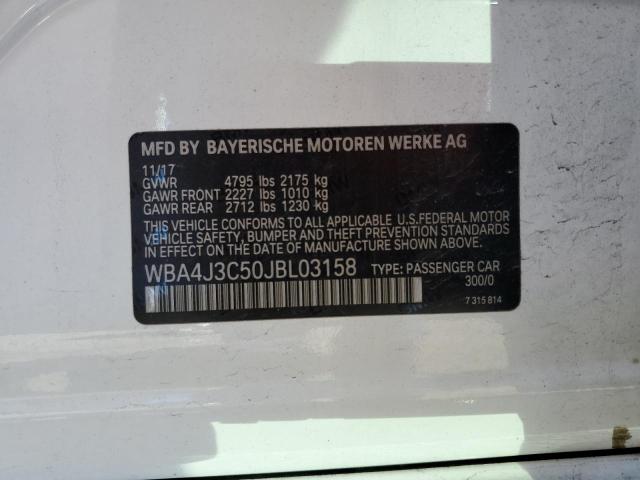 MFD BY BAYERISCHE MOTOREN WERKE AG
11/17
GVWR 4795 lbs 2175 kg
GAWR FRONT 2227 lbs 1010 kg
GAWR REAR 2712 lbs 1230 kg
THIS VEHICLE CONFORMS TO ALL APPLICABLE U.S.FEDERAL MOTOR
VEHICLE SAFETY, BUMPER AND THEFT PREVENTION STANDARDS
IN EFFECT ON THE DATE OF MANUFACTURE SHOWN ABOVE.
WBA4J3C50JBL03158 TYPE: PASSENGER CAR
300/0
7 315 814